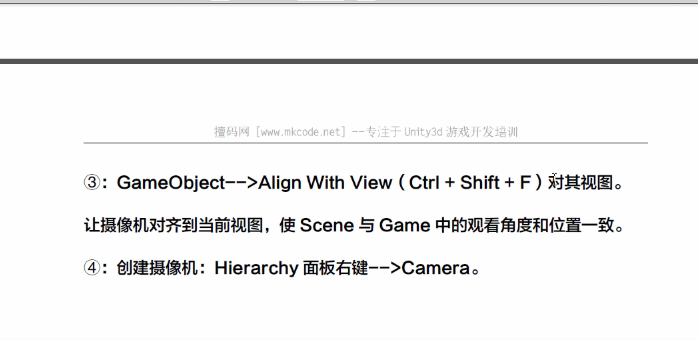 擅码网 [www.mkcode.net] --专注于 Unity3d 游戏开发培训
③：GameObject-->Align With View（Ctrl + Shift + F）对其视图。
让摄像机对齐到当前视图，使 Scene 与 Game 中的观看角度和位置一致。
④：创建摄像机：Hierarchy 面板右键-->Camera。